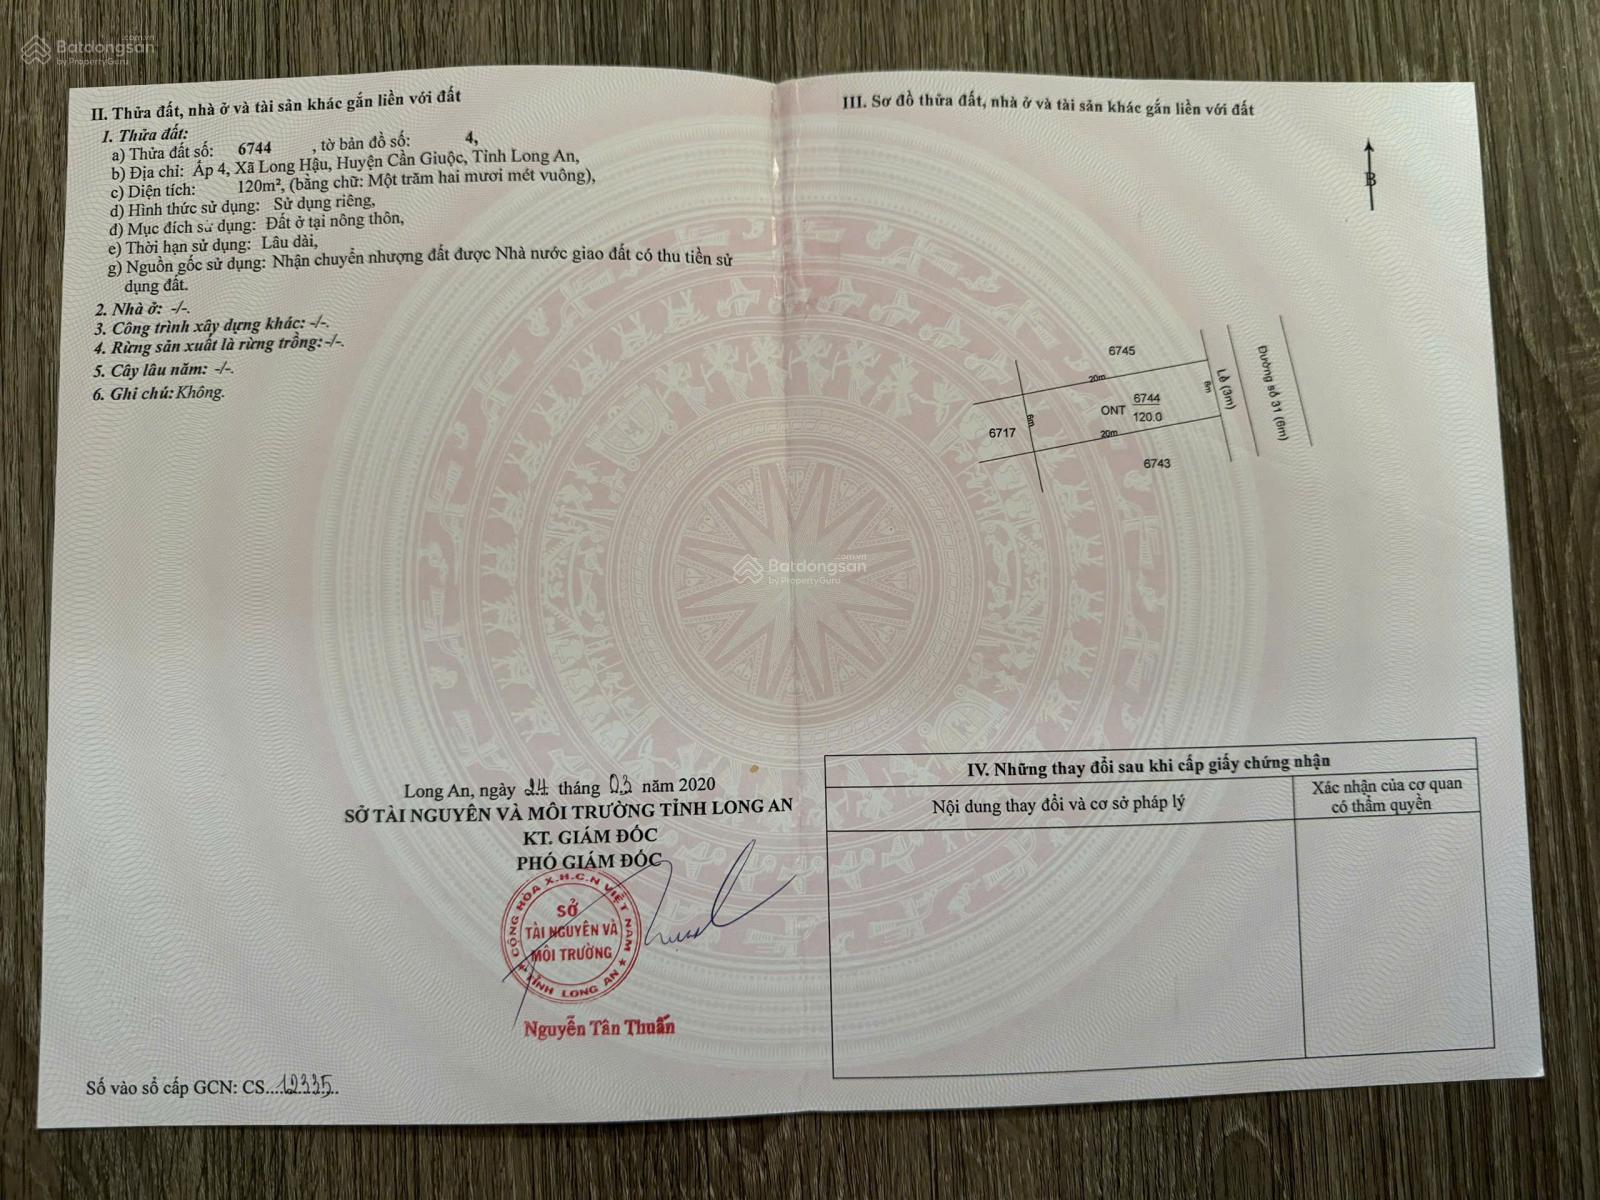 Batdongsan.com.vn
by PropertyGuru
II. Thửa đất, nhà ở và tài sản khác gắn liền với đất
1. Thửa đất:
a) Thửa đất số: 6744 , tờ bản đồ số: 4,
b) Địa chỉ: Ấp 4, Xã Long Hậu, Huyện Cần Giuộc, Tỉnh Long An,
c) Diện tích: 120m², (bằng chữ: Một trăm hai mươi mét vuông),
d) Hình thức sử dụng: Sử dụng riêng,
đ) Mục đích sử dụng: Đất ở tại nông thôn,
e) Thời hạn sử dụng: Lâu dài,
g) Nguồn gốc sử dụng: Nhận chuyển nhượng đất được Nhà nước giao đất có thu tiền sử
dụng đất.
2. Nhà ở: -/-.
3. Công trình xây dựng khác: -/-.
4. Rừng sản xuất là rừng trồng: -/-.
5. Cây lâu năm: -/-.
6. Ghi chú: Không.
Long An, ngày 24 tháng 03 năm 2020
SỞ TÀI NGUYÊN VÀ MÔI TRƯỜNG TỈNH LONG AN
KT. GIÁM ĐỐC
PHÓ GIÁM ĐỐC
CỘNG HÒA X.H.C.N VIỆT NAM
SỞ
TÀI NGUYÊN VÀ
MÔI TRƯỜNG
TỈNH LONG AN
Nguyễn Tân Thuấn
Số vào sổ cấp GCN: CS....12335..
III. Sơ đồ thửa đất, nhà ở và tài sản khác gắn liền với đất
B
6745
20m
6m
Lề (3m)
Đường số 31 (6m)
6744
ONT
120.0
6m
6717
20m
6743
Batdongsan.com.vn
by PropertyGuru
IV. Những thay đổi sau khi cấp giấy chứng nhận
Nội dung thay đổi và cơ sở pháp lý
Xác nhận của cơ quan
có thẩm quyền